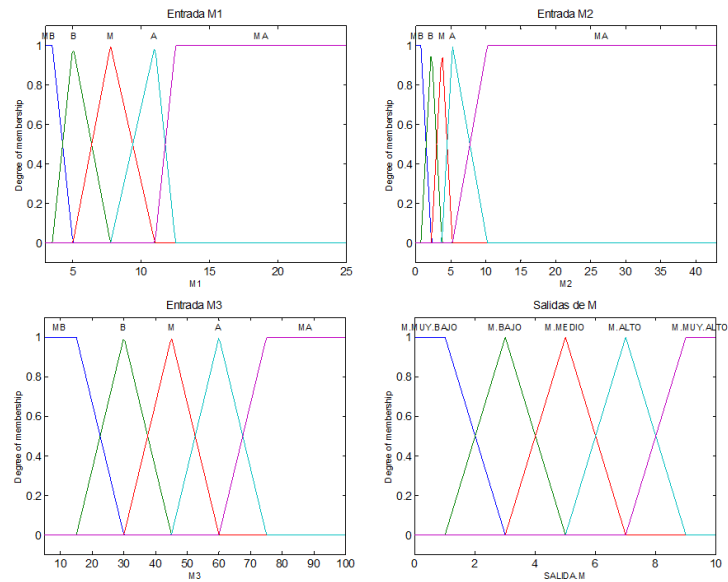 Entrada M1
MB B M A MA
1
0.8
0.6
0.4
0.2
0
5 10 15 20 25
M1
Degree of membership
Entrada M2
MB B M A MA
1
0.8
0.6
0.4
0.2
0
0 5 10 15 20 25 30 35 40
M2
Degree of membership
Entrada M3
MB B M A MA
1
0.8
0.6
0.4
0.2
0
10 20 30 40 50 60 70 80 90 100
M3
Degree of membership
Salidas de M
M.MUY.BAJO M.BAJO M.MEDIO M.ALTO M.MUY.ALTO
1
0.8
0.6
0.4
0.2
0
0 2 4 6 8 10
SALIDA.M
Degree of membership